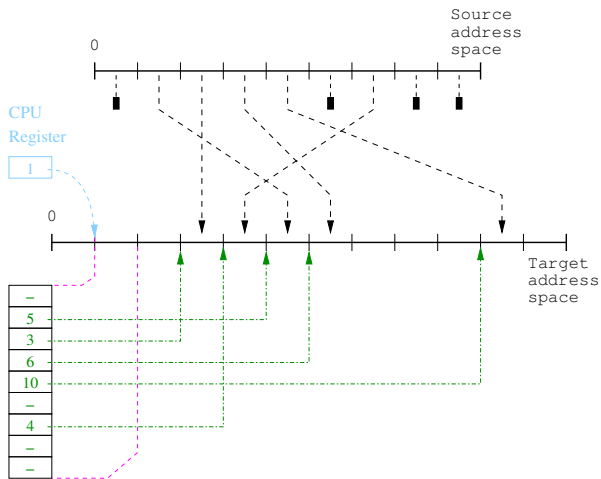 Source
address
space
0
CPU
Register
1
0
Target
address
space
–
5
3
6
10
–
4
–
–